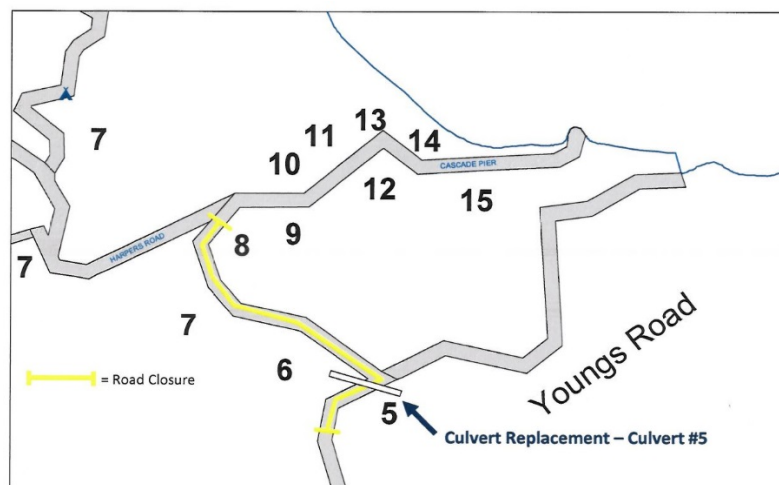 13
11
14
7
10
CASCADE PIER
12
15
9
HARPERS ROAD
8
7
7
Youngs Road
6
= Road Closure
5
Culvert Replacement – Culvert #5